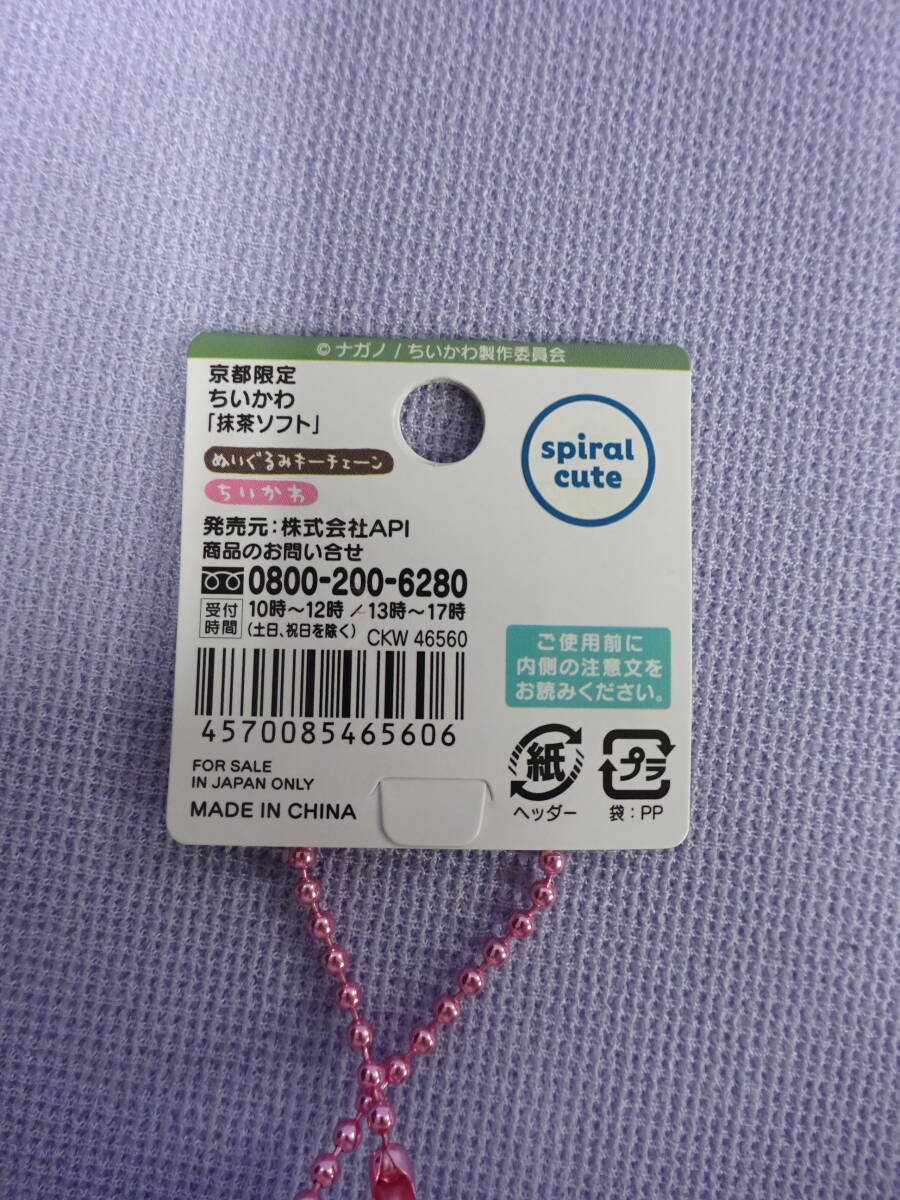 © ナガノ / ちいかわ製作委員会
京都限定
ちいかわ
「抹茶ソフト」
ぬいぐるみキーチェーン
ちいかわ
spiral
cute
発売元:株式会社API
商品のお問い合せ
0800-200-6280
受付
時間
10時～12時/13時～17時
(土日、祝日を除く) CKW 46560
4570085465606
ご使用前に
内側の注意文を
お読みください。
FOR SALE
IN JAPAN ONLY
MADE IN CHINA
紙
ヘッダー
プラ
袋:PP